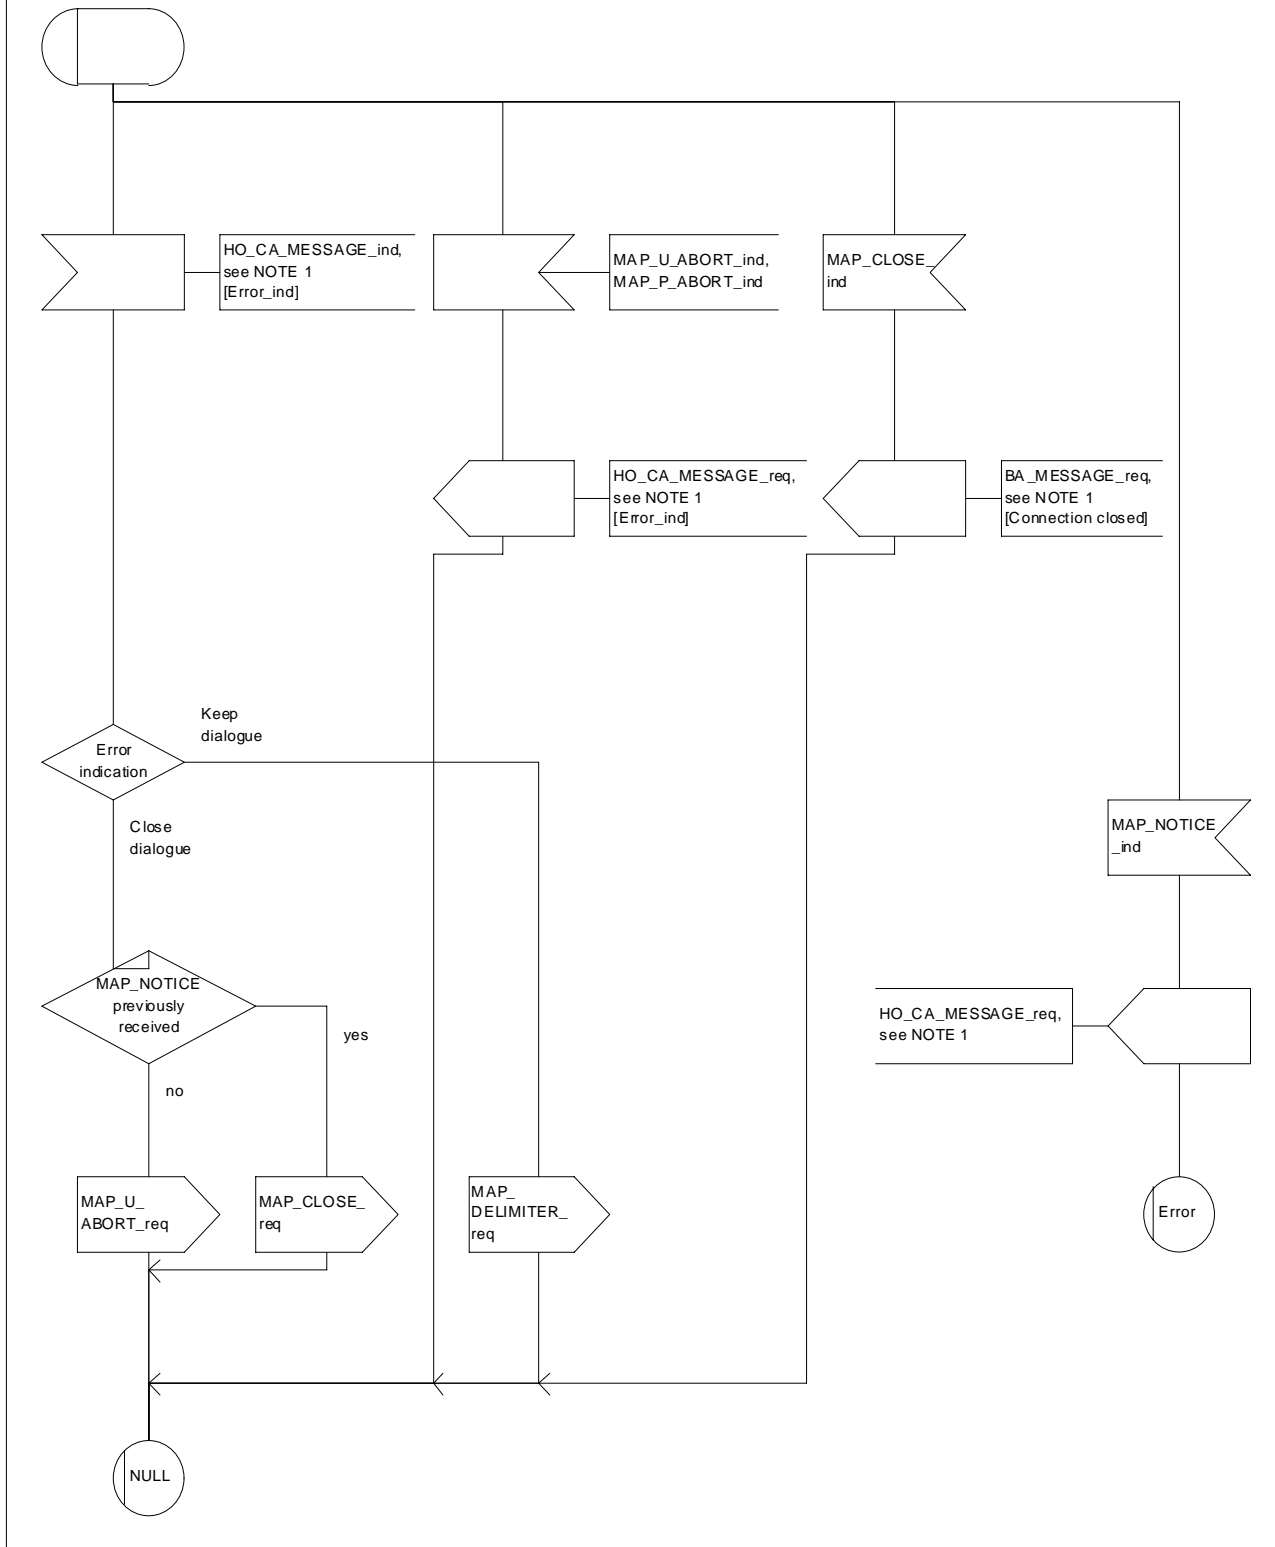 HO_CA_MESSAGE_ind,
see NOTE 1
[Error_ind]
MAP_U_ABORT_ind,
MAP_P_ABORT_ind
MAP_CLOSE_
ind
HO_CA_MESSAGE_req,
see NOTE 1
[Error_ind]
BA_MESSAGE_req,
see NOTE 1
[Connection closed]
Keep
dialogue
Error
indication
Close
dialogue
MAP_NOTICE
_ind
MAP_NOTICE
previously
received
yes
no
HO_CA_MESSAGE_req,
see NOTE 1
MAP_U_
ABORT_req
MAP_CLOSE_
req
MAP_
DELIMITER_
req
Error
NULL